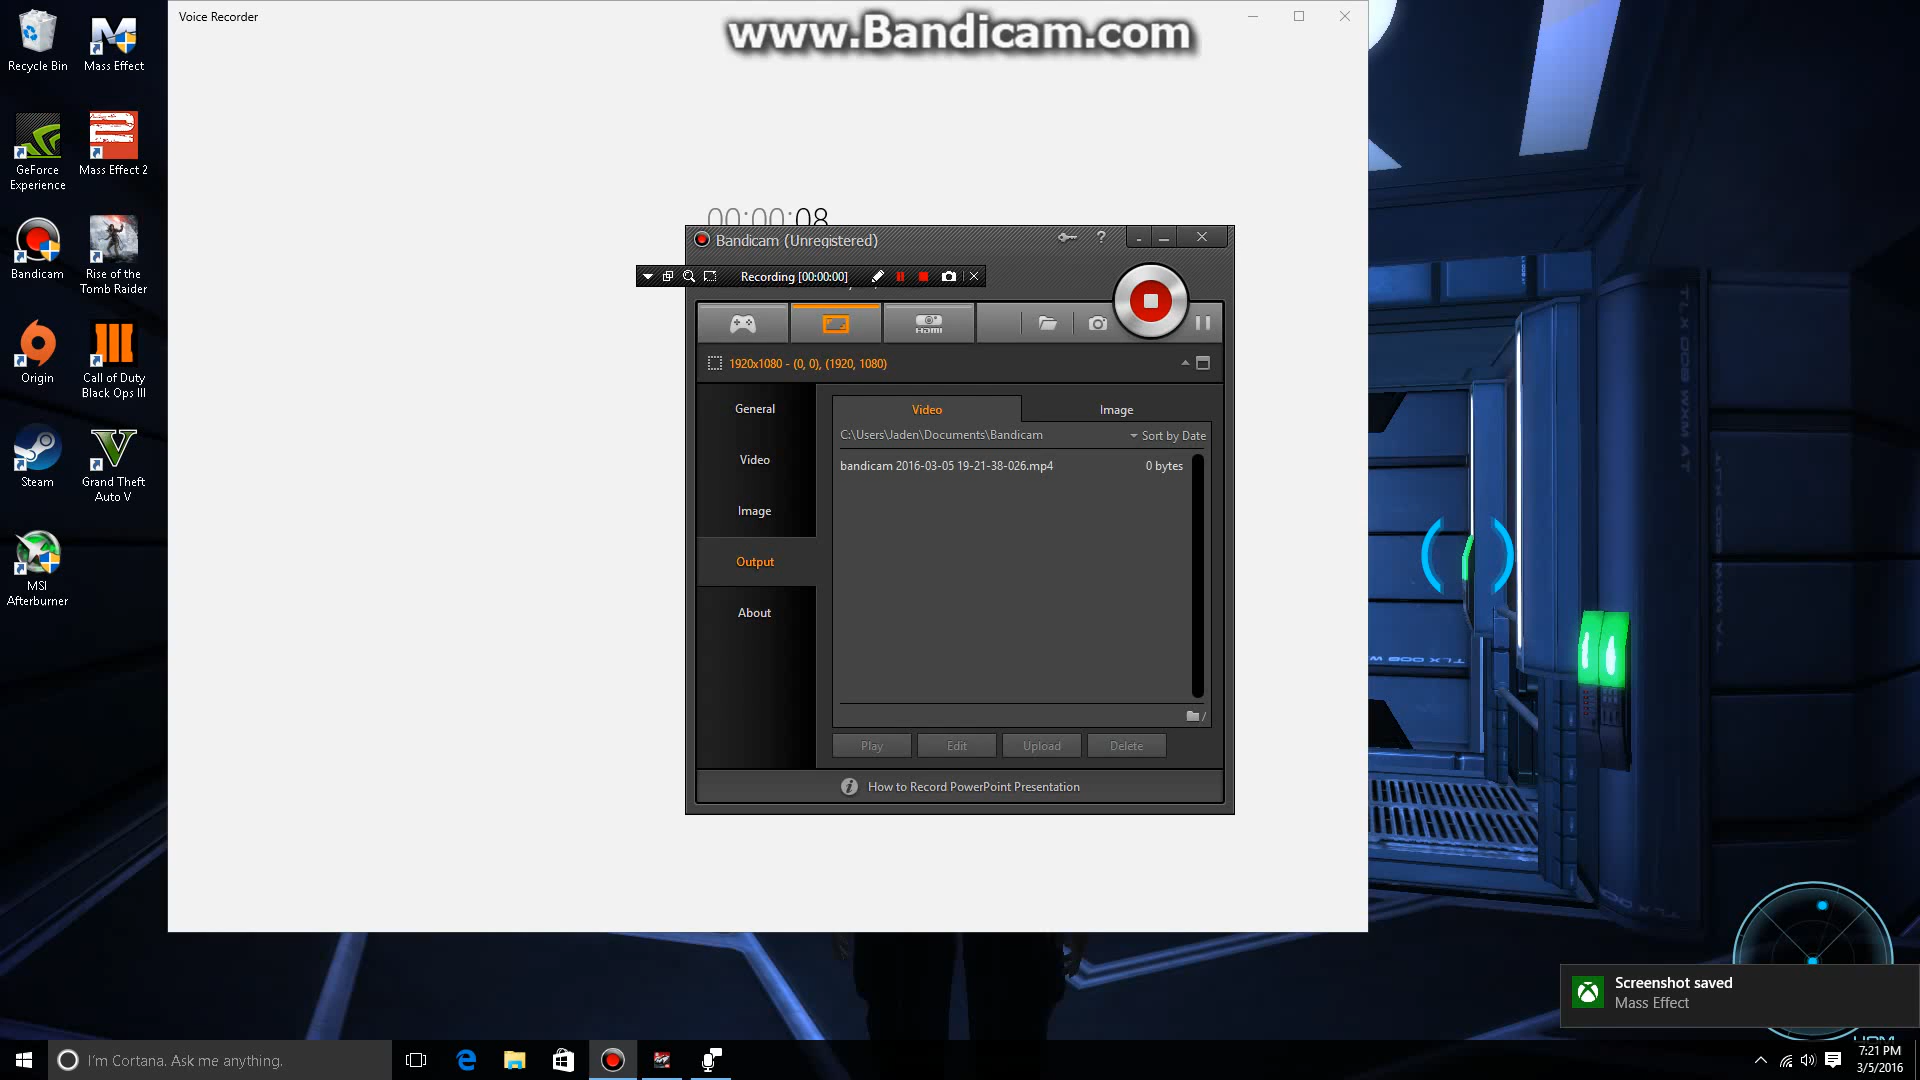 Voice Recorder
www.Bandicam.com
Recycle Bin
Mass Effect
GeForce
Experience
Mass Effect 2
Bandicam
Rise of the
Tomb Raider
Origin
Call of Duty
Black Ops III
Steam
Grand Theft
Auto V
MSI
Afterburner
00:00:08
Bandicam (Unregistered)
Recording [00:00:00]
HDMI
1920x1080 - (0, 0), (1920, 1080)
General
Video
Image
Output
About
Video
Image
C:\Users\Jaden\Documents\Bandicam
Sort by Date
bandicam 2016-03-05 19-21-38-026.mp4
0 bytes
Play
Edit
Upload
Delete
How to Record PowerPoint Presentation
Screenshot saved
Mass Effect
I'm Cortana. Ask me anything.
7:21 PM
3/5/2016